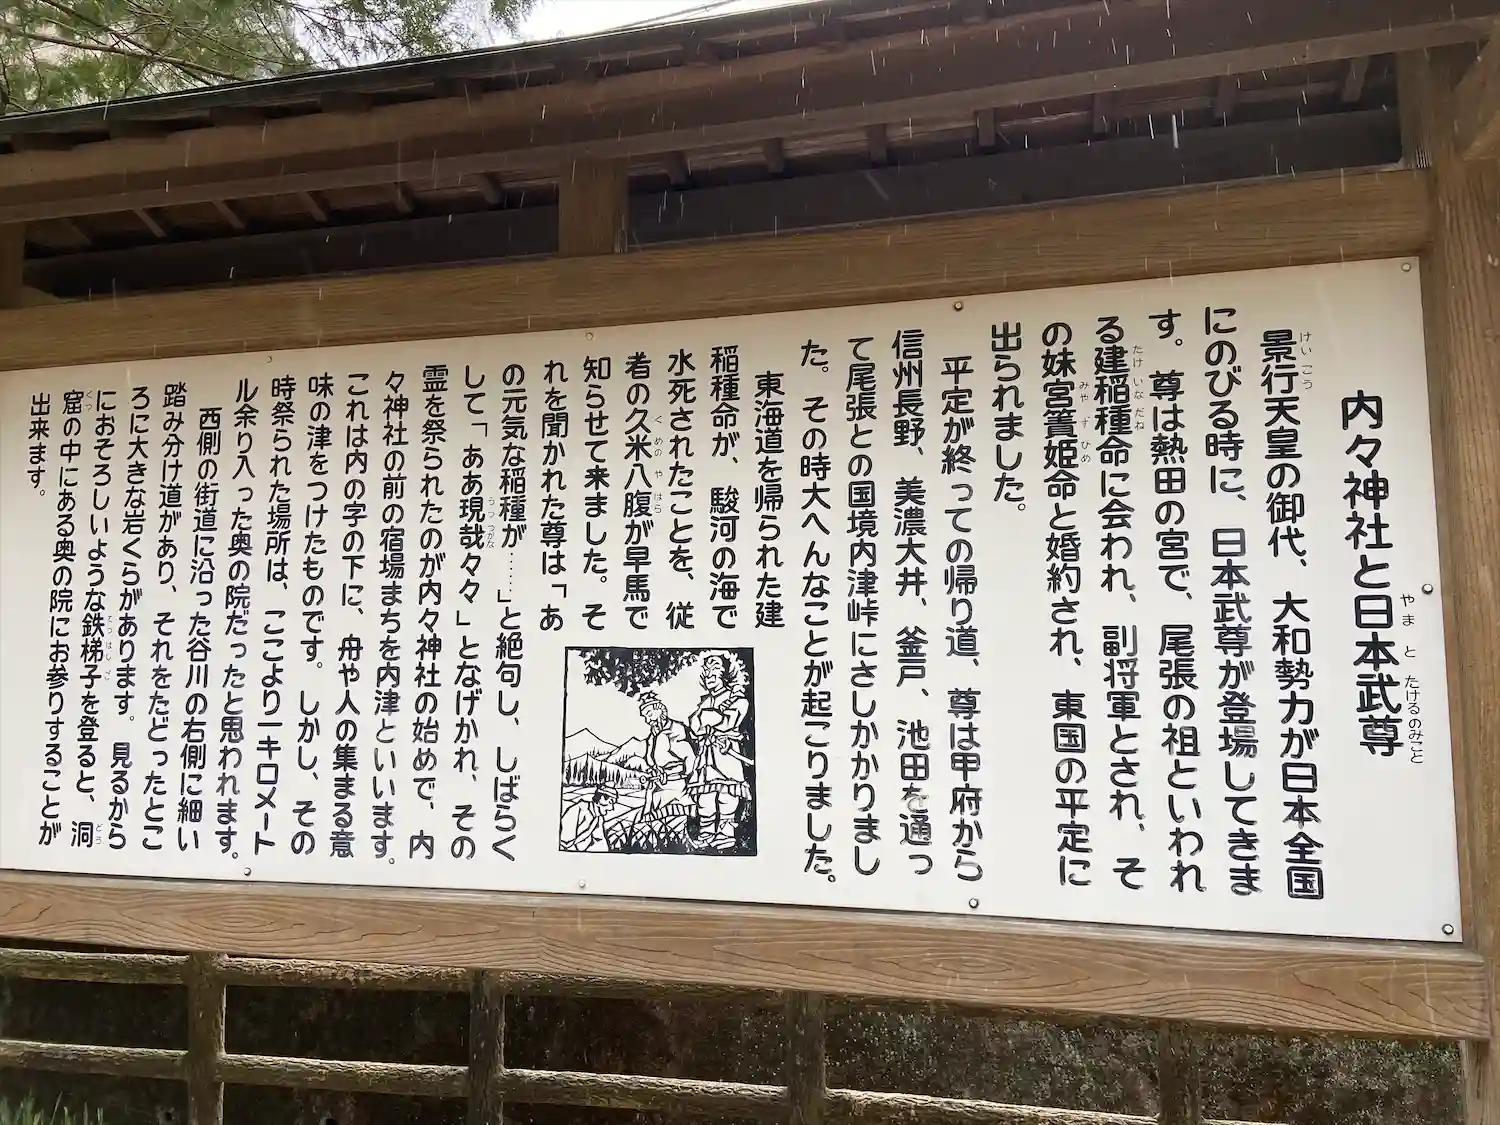 内々神社と日本武尊
景行天皇の御代、大和勢力が日本全国
にのびる時に、日本武尊が登場してきま
す。尊は熱田の宮で、尾張の祖といわれ
る建稲種命に会われ、副将軍とされ、そ
の妹宮簀姫命と婚約され、東国の平定に
出られました。
平定が終っての帰り道、尊は甲府から
信州長野、美濃大井、釜戸、池田を通っ
て尾張との国境内津峠にさしかかりまし
た。その時大へんなことが起こりました。
東海道を帰られた建
稲種命が、駿河の海で
水死されたことを、従
者の久米八腹が早馬で
知らせて来ました。そ
れを聞かれた尊は「あ
の元気な稲種が……」と絶句し、しばらく
して「ああ現哉々々」となげかれ、その
霊を祭られたのが内々神社の始めで、内
々神社の前の宿場まちを内津といいます。
これは内の字の下に、舟や人の集まる意
味の津をつけたものです。しかし、その
時祭られた場所は、ここより一キロメート
ル余り入った奥の院だったと思われます。
西側の街道に沿った谷川の右側に細い
踏み分け道があり、それをたどったとこ
ろに大きな岩くらがあります。見るから
におそろしいような鉄梯子を登ると、洞
窟の中にある奥の院にお参りすることが
出来ます。